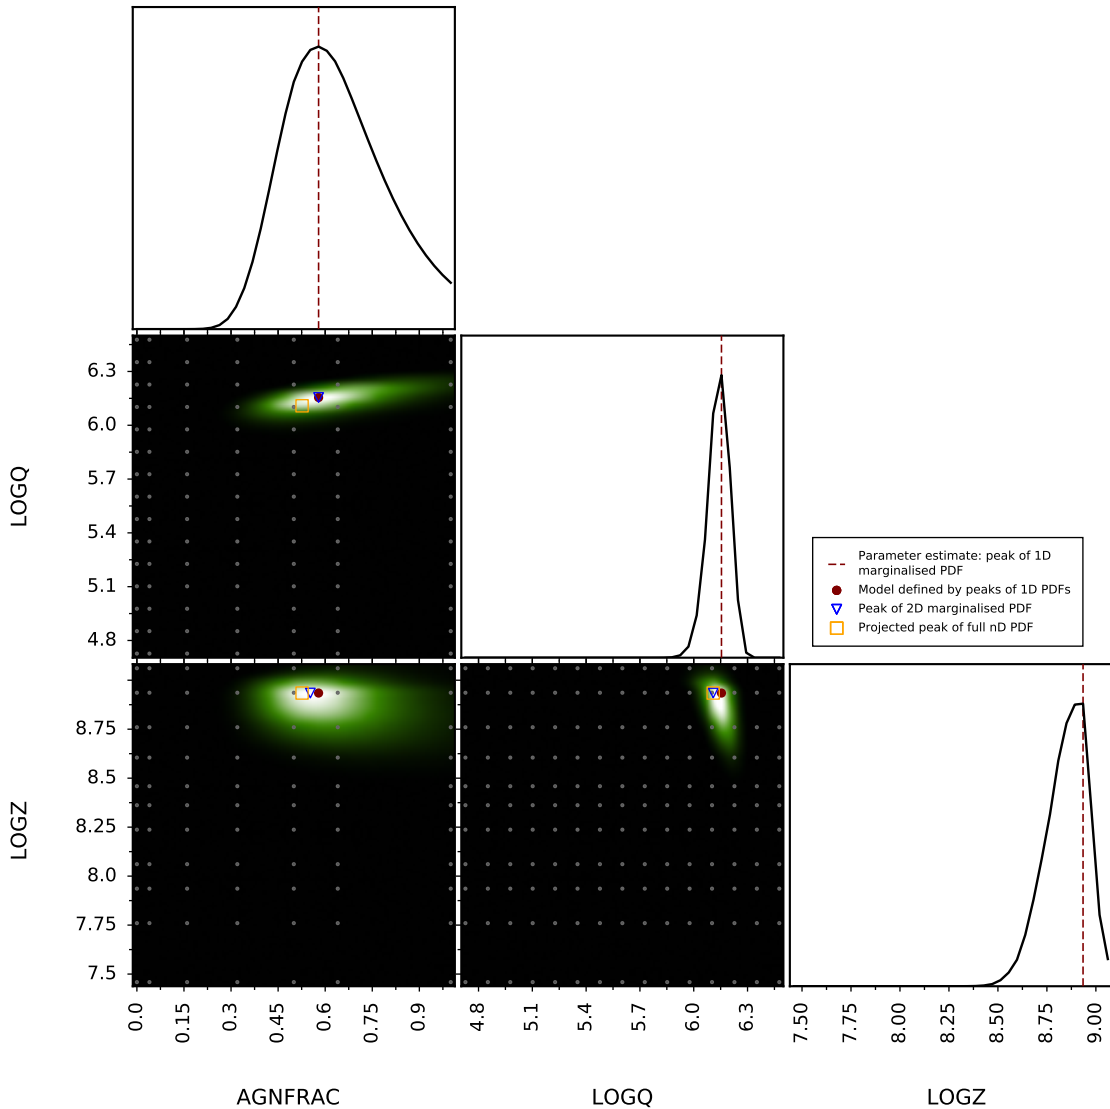 6.3
6.0
5.7
5.4
5.1
4.8
LOGQ
Parameter estimate: peak of 1D
marginalised PDF
Model defined by peaks of 1D PDFs
Peak of 2D marginalised PDF
Projected peak of full nD PDF
8.75
8.5
8.25
8.0
7.75
7.5
LOGZ
0.0 0.15 0.3 0.45 0.6 0.75 0.9
4.8 5.1 5.4 5.7 6.0 6.3
7.50 7.75 8.00 8.25 8.50 8.75 9.00
AGNFRAC
LOGQ
LOGZ